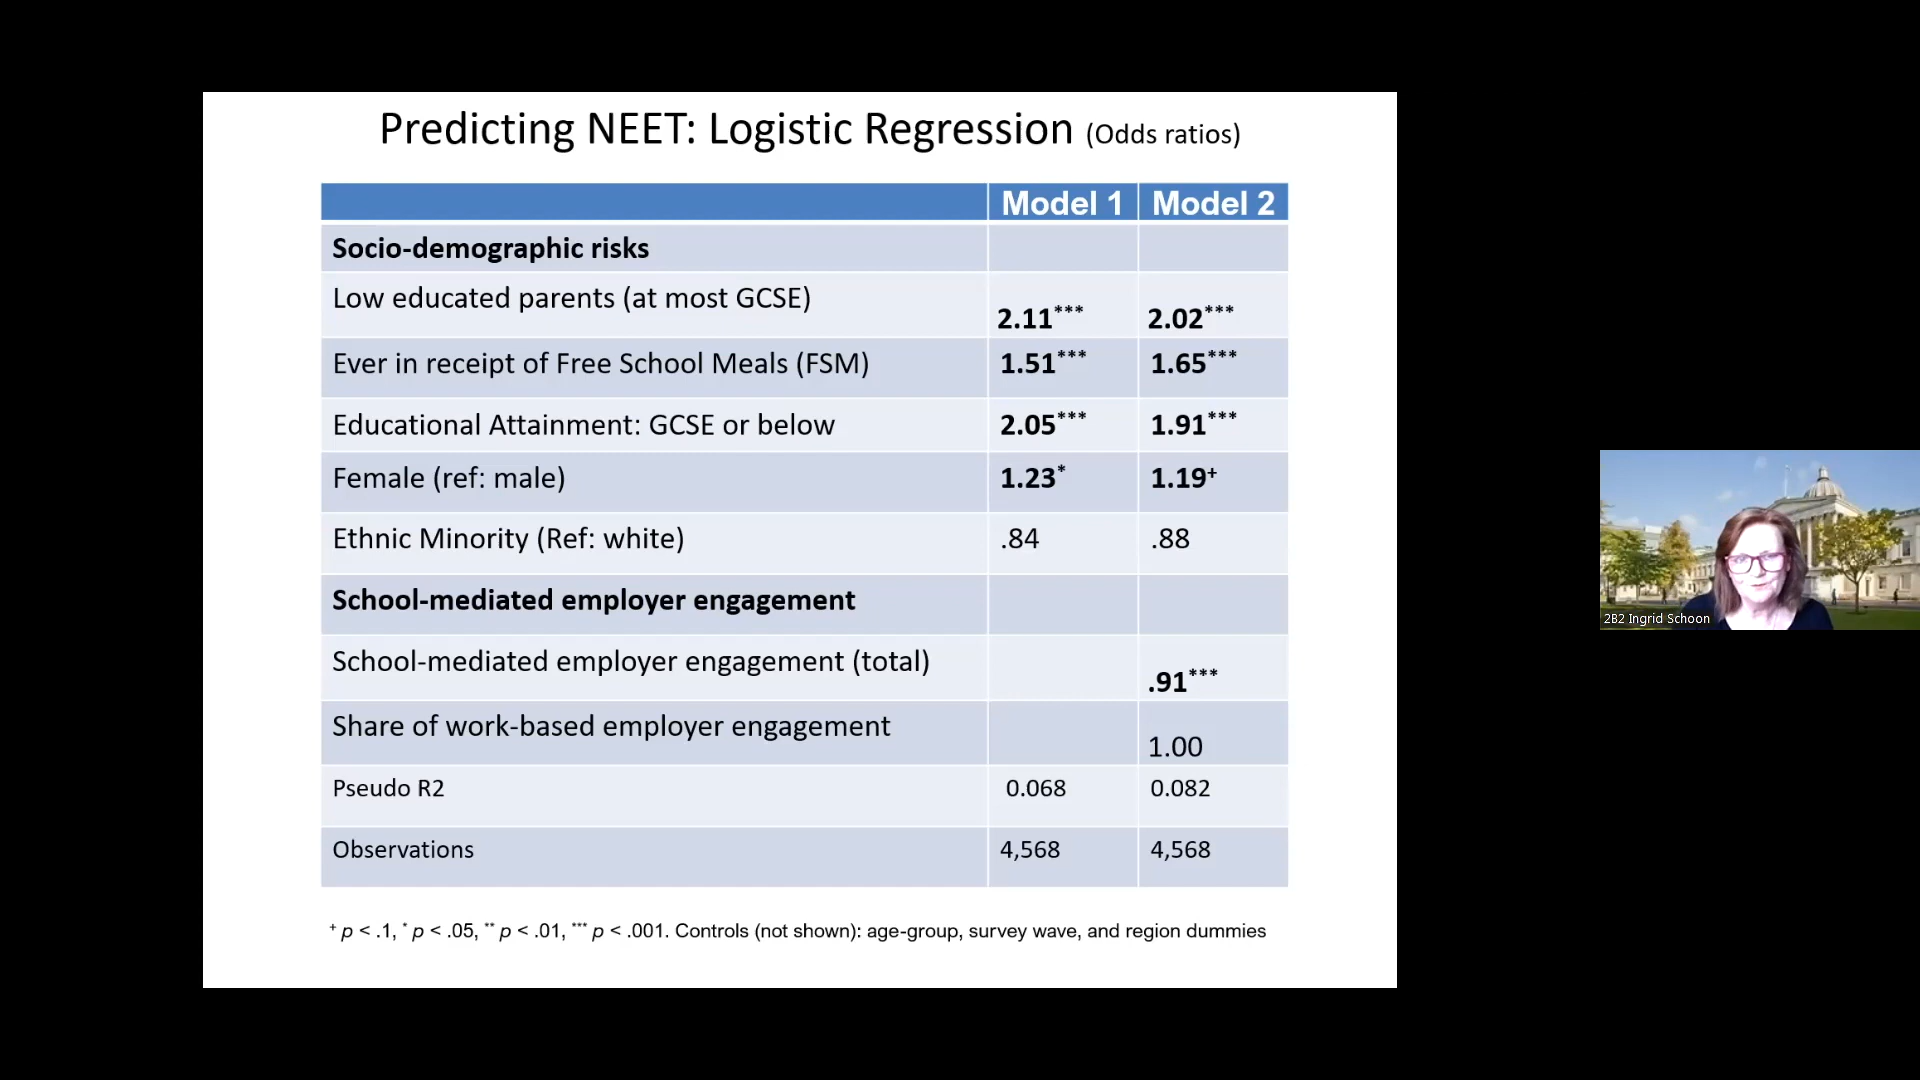 Predicting NEET: Logistic Regression (Odds ratios)
Model 1 Model 2
Socio-demographic risks
Low educated parents (at most GCSE) 2.11*** 2.02***
Ever in receipt of Free School Meals (FSM) 1.51*** 1.65***
Educational Attainment: GCSE or below 2.05*** 1.91***
Female (ref: male) 1.23* 1.19+
Ethnic Minority (Ref: white) .84 .88
School-mediated employer engagement
School-mediated employer engagement (total) .91***
Share of work-based employer engagement 1.00
Pseudo R2 0.068 0.082
Observations 4,568 4,568
+ p < .1, * p < .05, ** p < .01, *** p < .001. Controls (not shown): age-group, survey wave, and region dummies
2B2 Ingrid Schoon